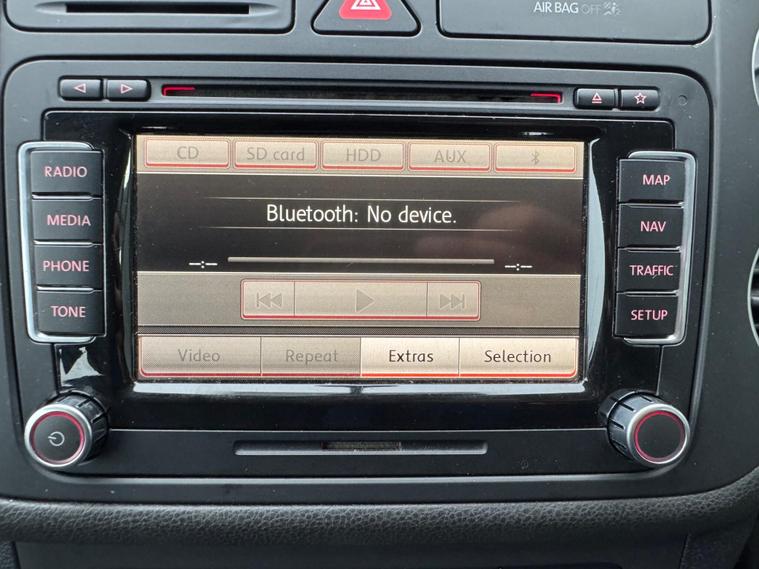 AIR BAG OFF
CD SD card HDD AUX
RADIO
MEDIA
PHONE
TONE
Bluetooth: No device.
--:-- --:--
Video Repeat Extras Selection
MAP
NAV
TRAFFIC
SETUP